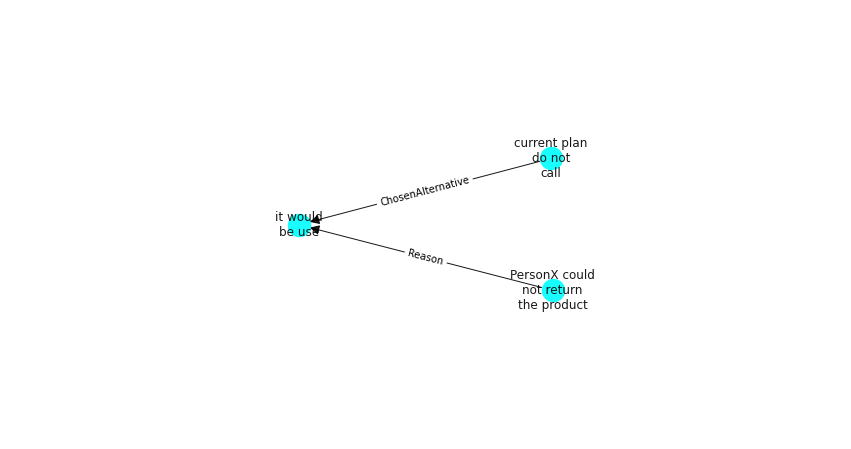 current plan
do not
call
ChosenAlternative
it would
be use
Reason
PersonX could
not return
the product